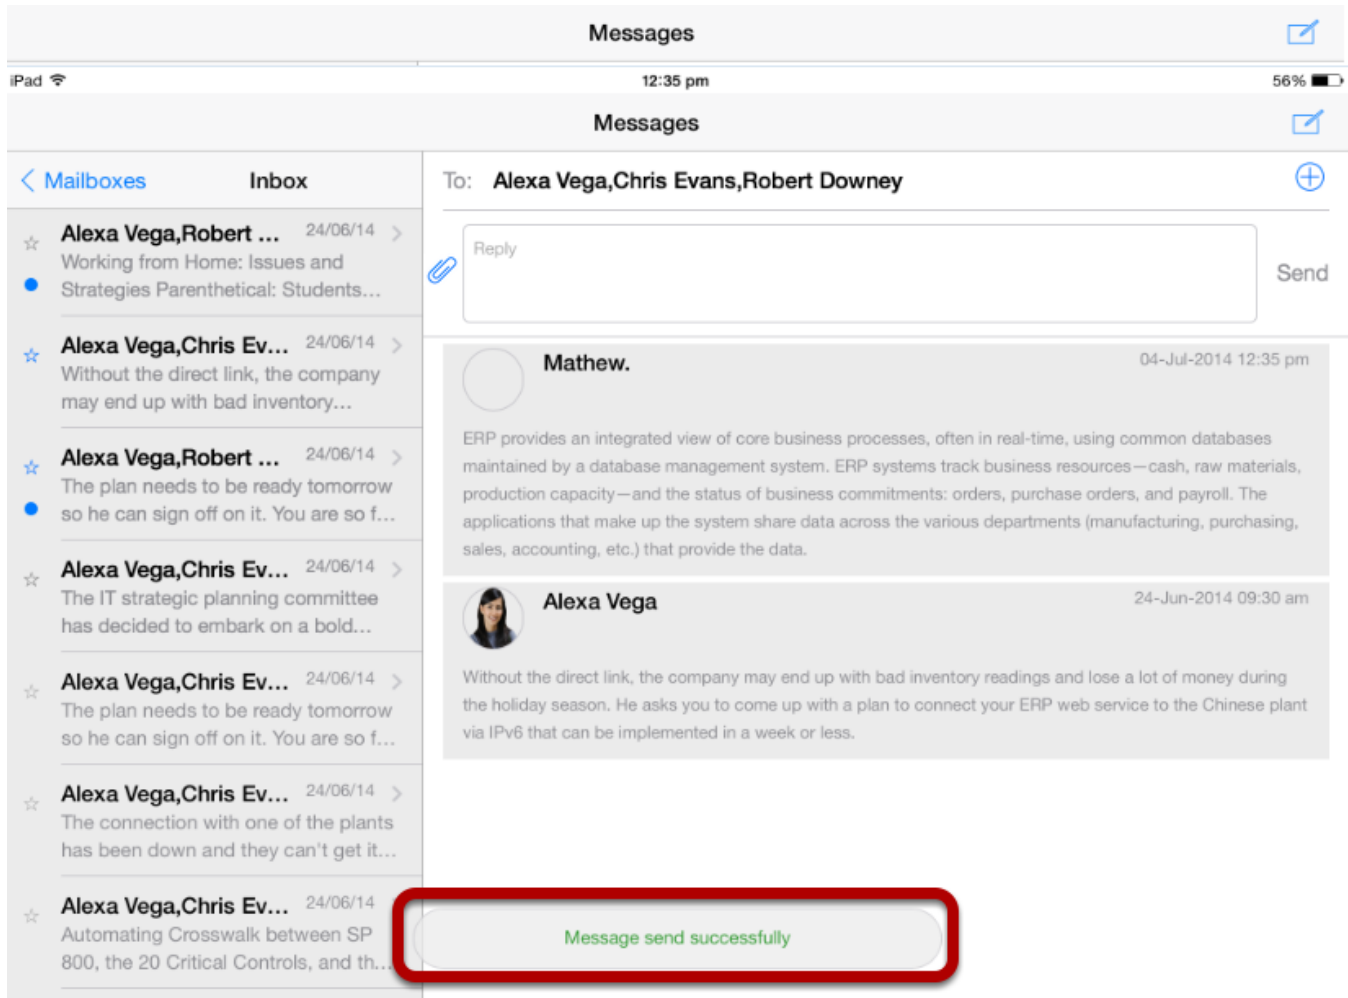 Messages
iPad 12:35 pm 56%
Messages
Mailboxes Inbox
Alexa Vega,Robert ... 24/06/14
Working from Home: Issues and
Strategies Parenthetical: Students...
Alexa Vega,Chris Ev... 24/06/14
Without the direct link, the company
may end up with bad inventory...
Alexa Vega,Robert ... 24/06/14
The plan needs to be ready tomorrow
so he can sign off on it. You are so f...
Alexa Vega,Chris Ev... 24/06/14
The IT strategic planning committee
has decided to embark on a bold...
Alexa Vega,Chris Ev... 24/06/14
The plan needs to be ready tomorrow
so he can sign off on it. You are so f...
Alexa Vega,Chris Ev... 24/06/14
The connection with one of the plants
has been down and they can't get it...
Alexa Vega,Chris Ev... 24/06/14
Automating Crosswalk between SP
800, the 20 Critical Controls, and th...
To: Alexa Vega,Chris Evans,Robert Downey
Reply
Send
Mathew. 04-Jul-2014 12:35 pm
ERP provides an integrated view of core business processes, often in real-time, using common databases
maintained by a database management system. ERP systems track business resources—cash, raw materials,
production capacity—and the status of business commitments: orders, purchase orders, and payroll. The
applications that make up the system share data across the various departments (manufacturing, purchasing,
sales, accounting, etc.) that provide the data.
Alexa Vega 24-Jun-2014 09:30 am
Without the direct link, the company may end up with bad inventory readings and lose a lot of money during
the holiday season. He asks you to come up with a plan to connect your ERP web service to the Chinese plant
via IPv6 that can be implemented in a week or less.
Message send successfully